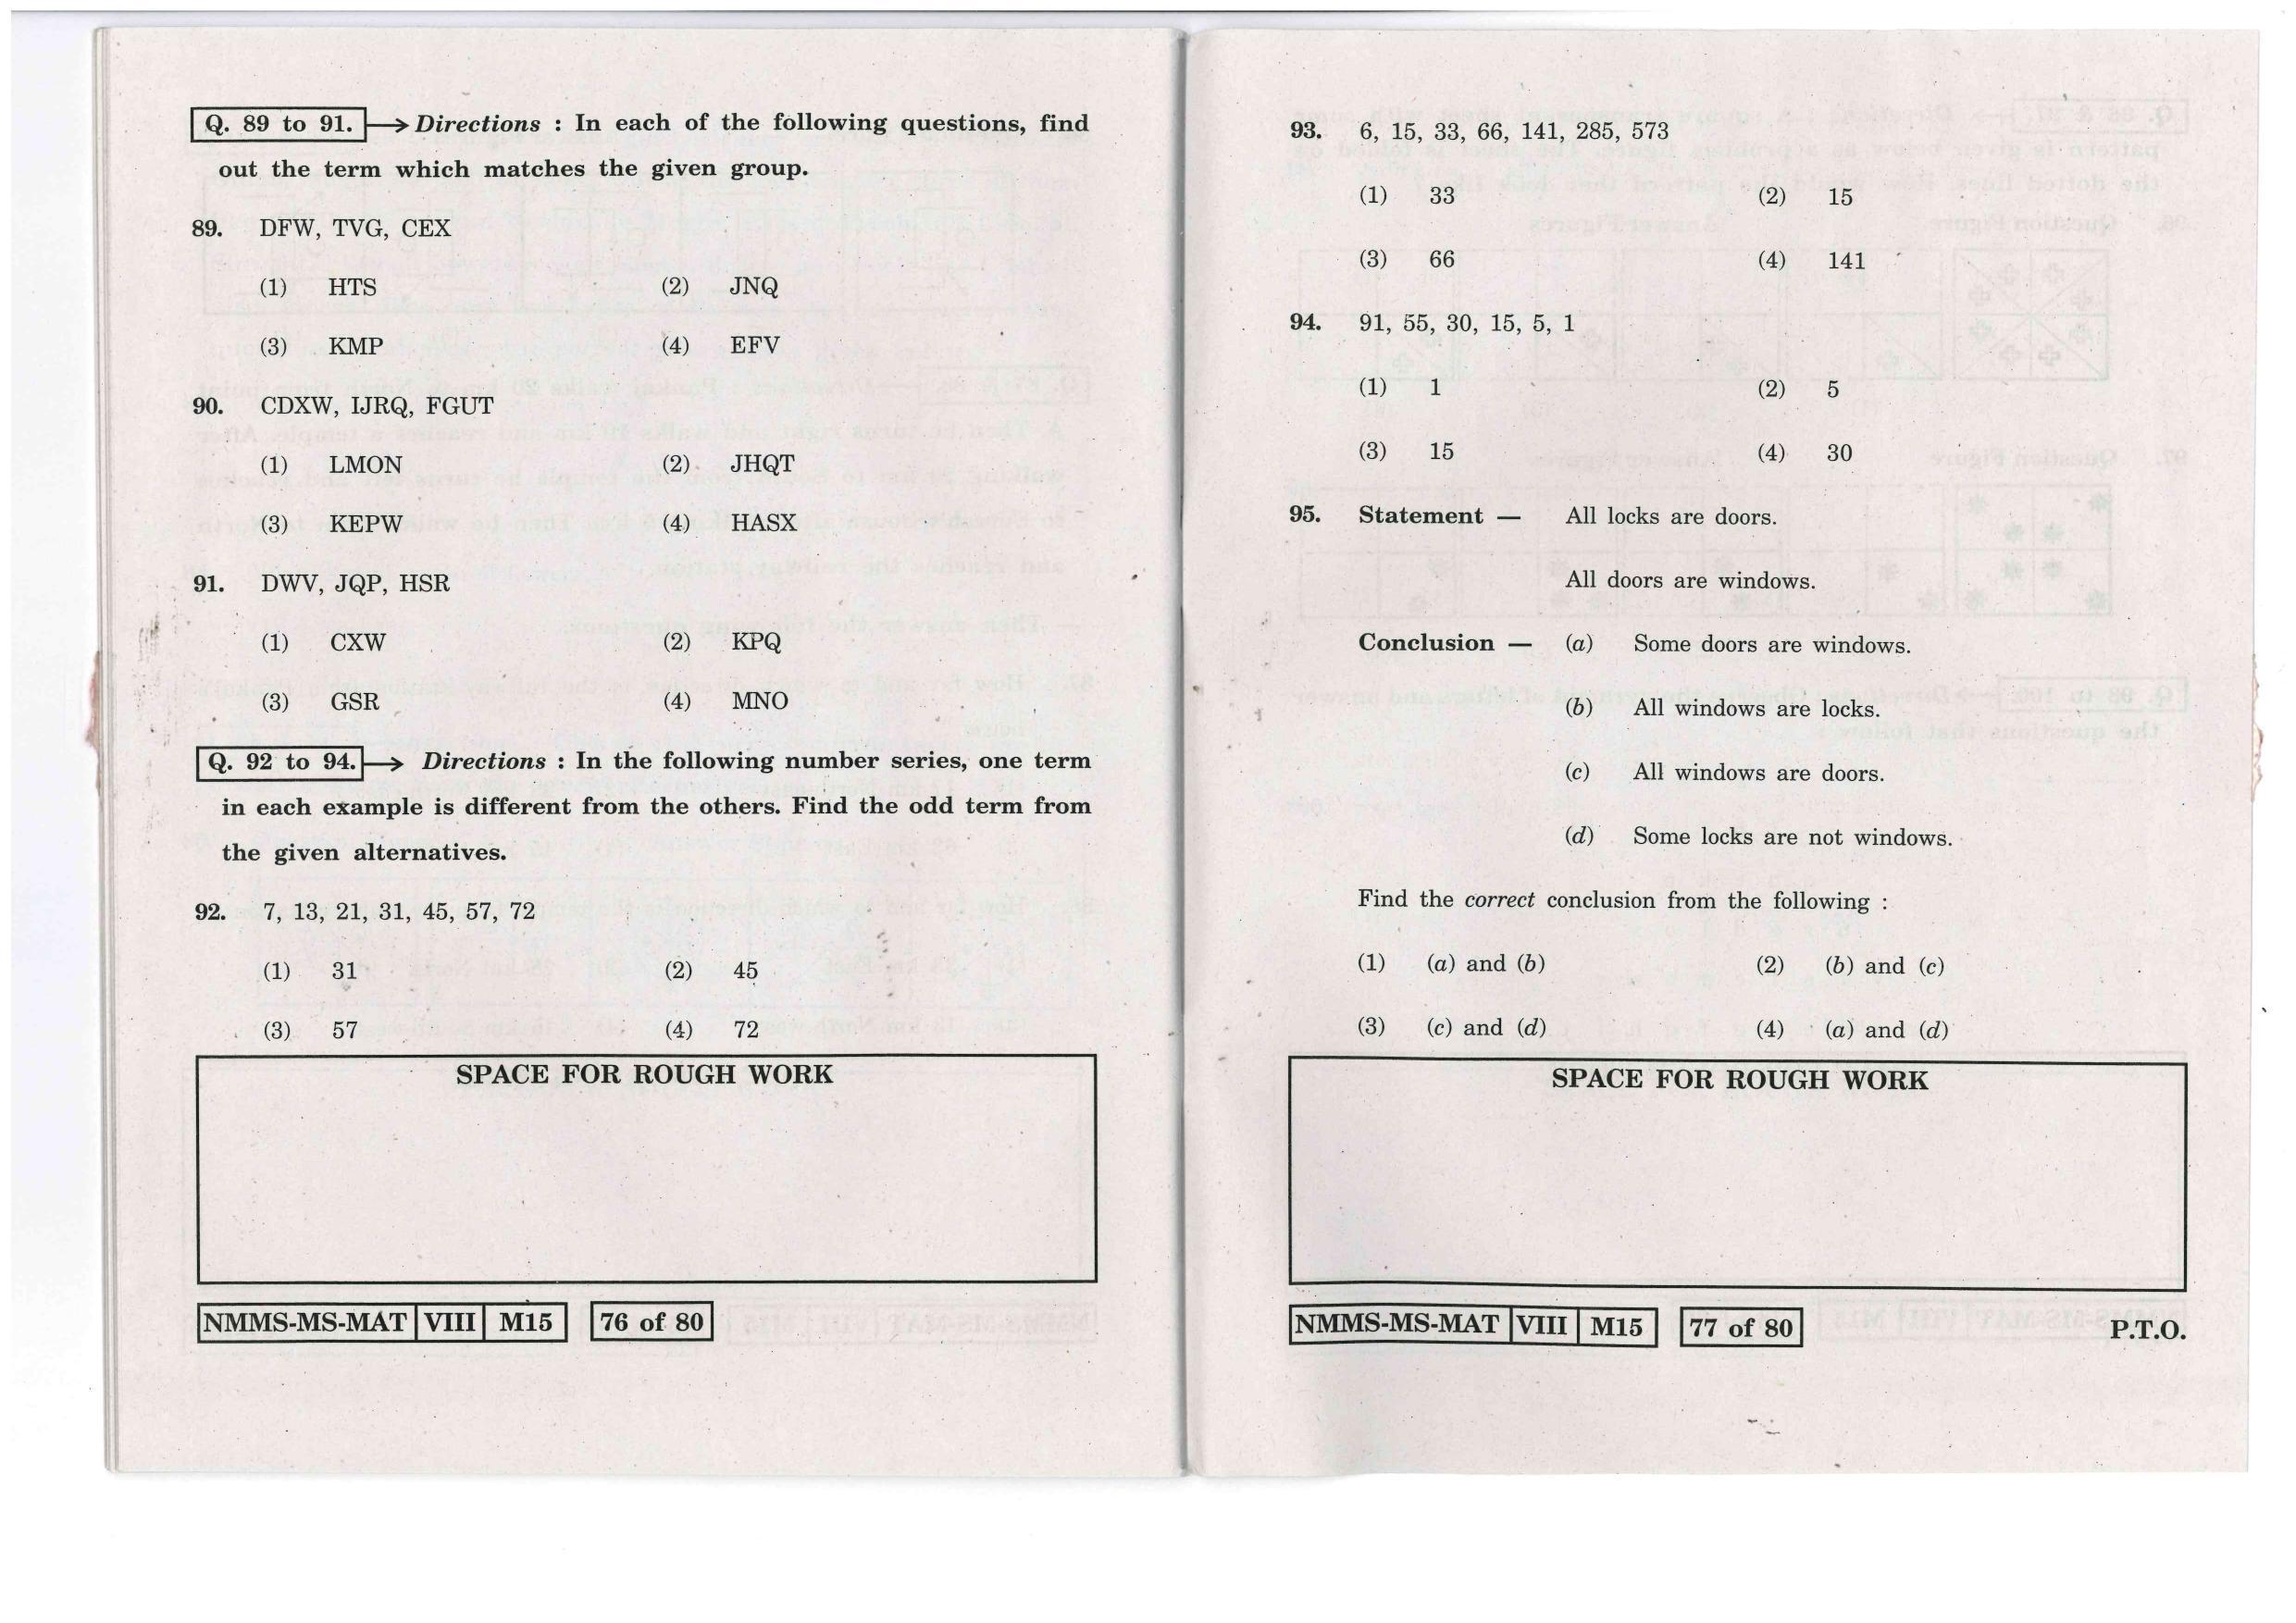 Q. 89 to 91. → Directions : In each of the following questions, find
out the term which matches the given group.
89. DFW, TVG, CEX
(1) HTS (2) JNQ
(3) KMP (4) EFV
90. CDXW, IJRQ, FGUT
(1) LMON (2) JHQT
(3) KEPW (4) HASX
91. DWV, JQP, HSR
(1) CXW (2) KPQ
(3) GSR (4) MNO
Q. 92 to 94. → Directions : In the following number series, one term
in each example is different from the others. Find the odd term from
the given alternatives.
92. 7, 13, 21, 31, 45, 57, 72
(1) 31 (2) 45
(3) 57 (4) 72
SPACE FOR ROUGH WORK
NMMS-MS-MAT VIII M15 76 of 80
93. 6, 15, 33, 66, 141, 285, 573
(1) 33 (2) 15
(3) 66 (4) 141
94. 91, 55, 30, 15, 5, 1
(1) 1 (2) 5
(3) 15 (4) 30
95. Statement — All locks are doors.
All doors are windows.
Conclusion — (a) Some doors are windows.
(b) All windows are locks.
(c) All windows are doors.
(d) Some locks are not windows.
Find the correct conclusion from the following :
(1) (a) and (b) (2) (b) and (c)
(3) (c) and (d) (4) (a) and (d)
SPACE FOR ROUGH WORK
NMMS-MS-MAT VIII M15 77 of 80 P.T.O.